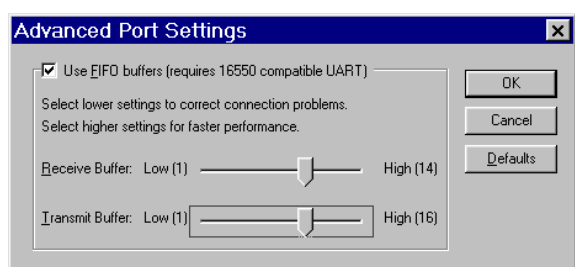 Advanced Port Settings
Use FIFO buffers (requires 16550 compatible UART)
Select lower settings to correct connection problems.
Select higher settings for faster performance.
Receive Buffer: Low (1) High (14)
Transmit Buffer: Low (1) High (16)
OK
Cancel
Defaults